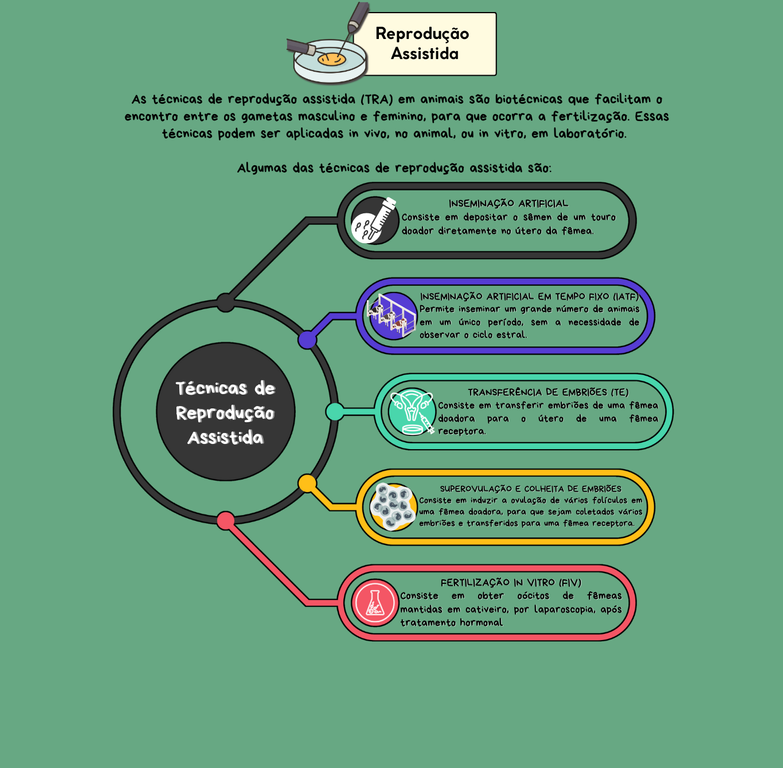 Reprodução
Assistida
As técnicas de reprodução assistida (TRA) em animais são biotécnicas que facilitam o
encontro entre os gametas masculino e feminino, para que ocorra a fertilização. Essas
técnicas podem ser aplicadas in vivo, no animal, ou in vitro, em laboratório.
Algumas das técnicas de reprodução assistida são:
INSEMINAÇÃO ARTIFICIAL
Consiste em depositar o sêmen de um touro
doador diretamente no útero da fêmea.
INSEMINAÇÃO ARTIFICIAL EM TEMPO FIXO (IATF)
Permite inseminar um grande número de animais
em um único período, sem a necessidade de
observar o ciclo estral.
Técnicas de
Reprodução
Assistida
TRANSFERÊNCIA DE EMBRIÕES (TE)
Consiste em transferir embriões de uma fêmea
doadora para o útero de uma fêmea
receptora.
SUPEROVULAÇÃO E COLHEITA DE EMBRIÕES
Consiste em induzir a ovulação de vários folículos em
uma fêmea doadora, para que sejam coletados vários
embriões e transferidos para uma fêmea receptora.
FERTILIZAÇÃO IN VITRO (FIV)
Consiste em obter oócitos de fêmeas
mantidas em cativeiro, por laparoscopia, após
tratamento hormonal